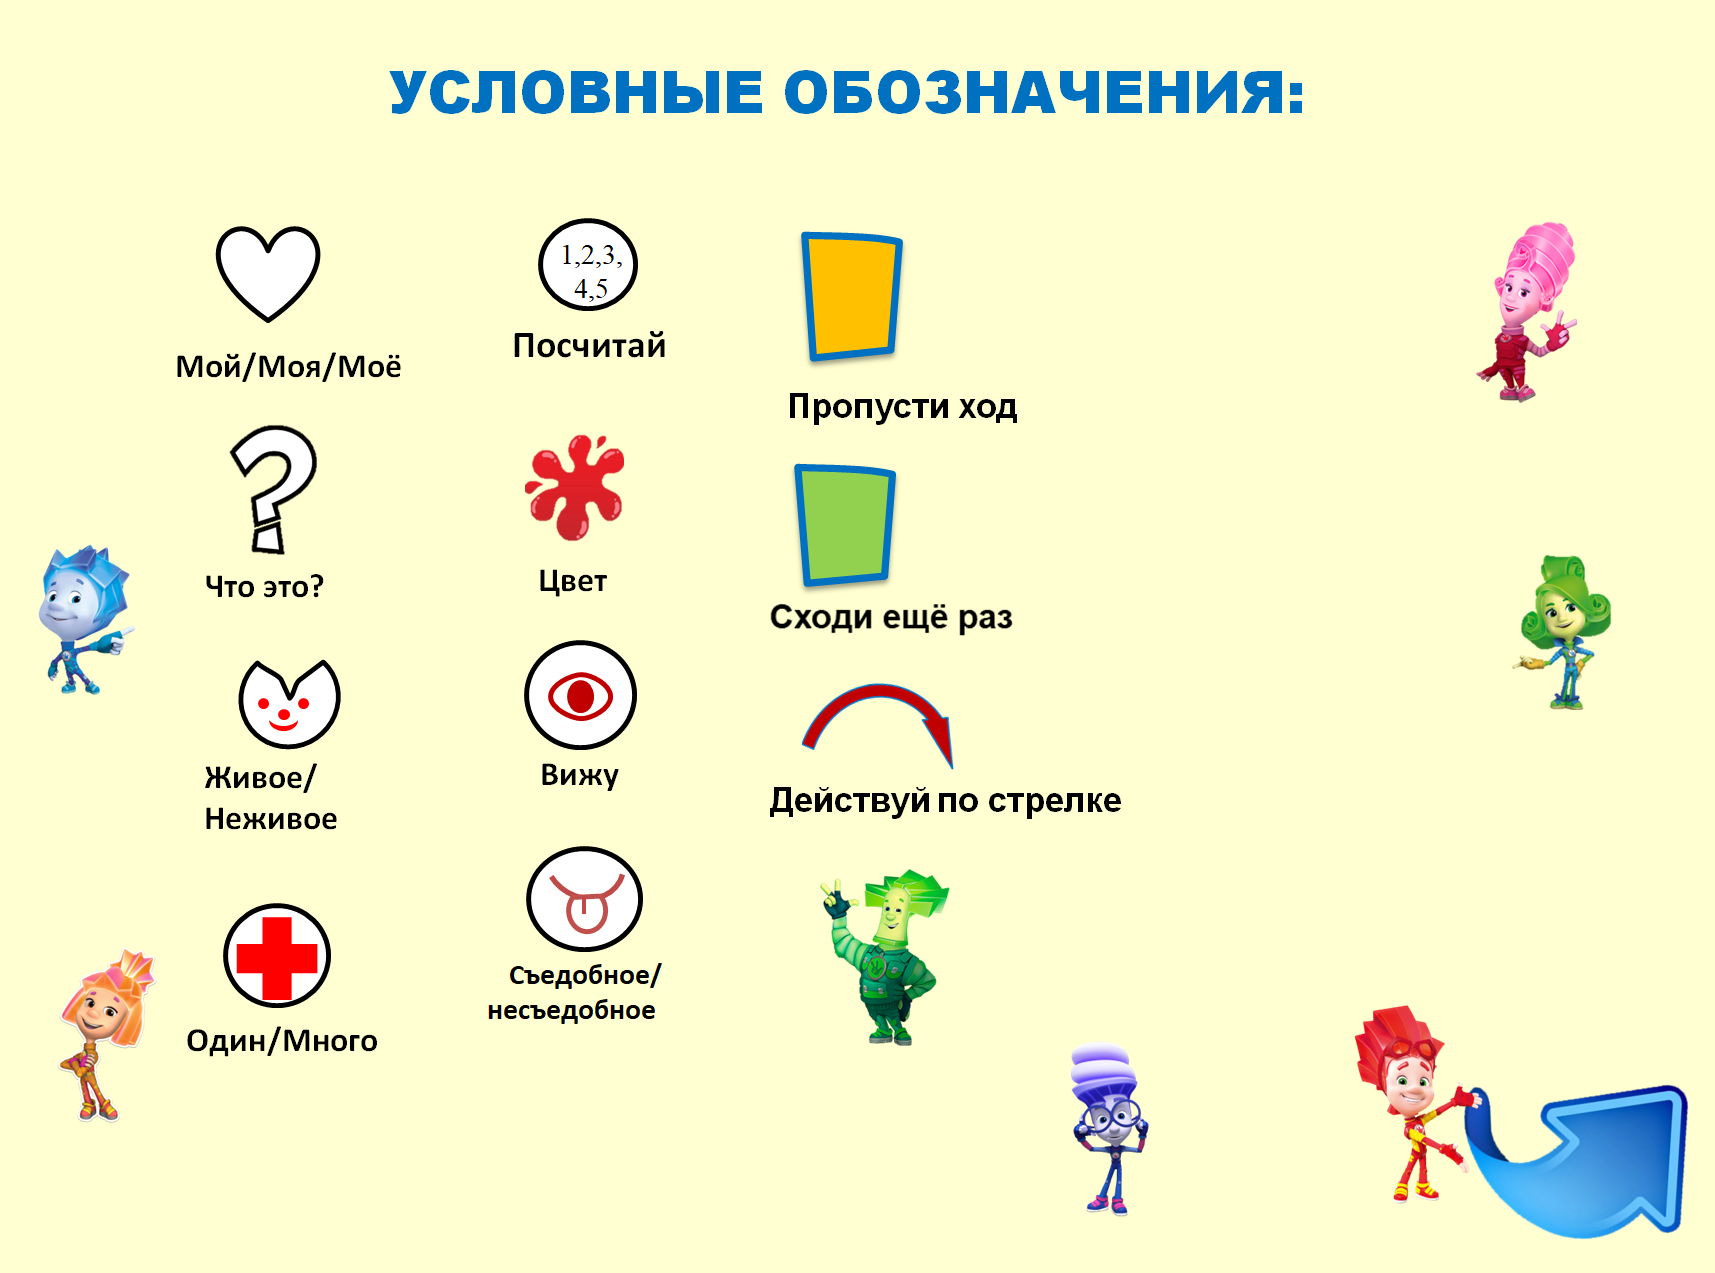 УСЛОВНЫЕ ОБОЗНАЧЕНИЯ:
Мой/Моя/Моё
Что это?
Живое/
Неживое
Один/Много
1,2,3,
4,5
Посчитай
Цвет
Вижу
Съедобное/
несъедобное
Пропусти ход
Сходи ещё раз
Действуй по стрелке